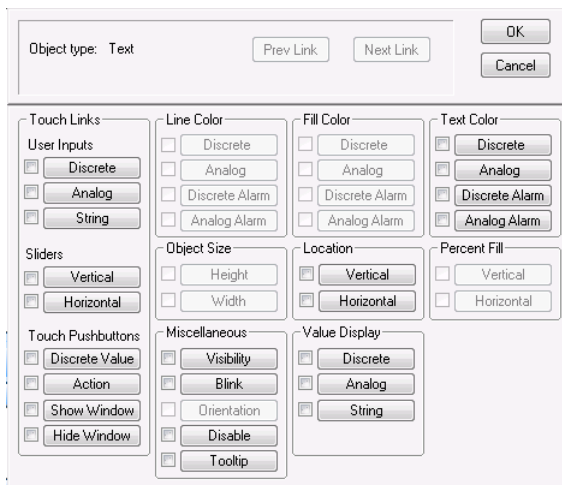 Object type: Text
Prev Link
Next Link
OK
Cancel
Touch Links
User Inputs
Discrete
Analog
String
Sliders
Vertical
Horizontal
Touch Pushbuttons
Discrete Value
Action
Show Window
Hide Window
Line Color
Discrete
Analog
Discrete Alarm
Analog Alarm
Object Size
Height
Width
Miscellaneous
Visibility
Blink
Orientation
Disable
Tooltip
Fill Color
Discrete
Analog
Discrete Alarm
Analog Alarm
Location
Vertical
Horizontal
Value Display
Discrete
Analog
String
Text Color
Discrete
Analog
Discrete Alarm
Analog Alarm
Percent Fill
Vertical
Horizontal